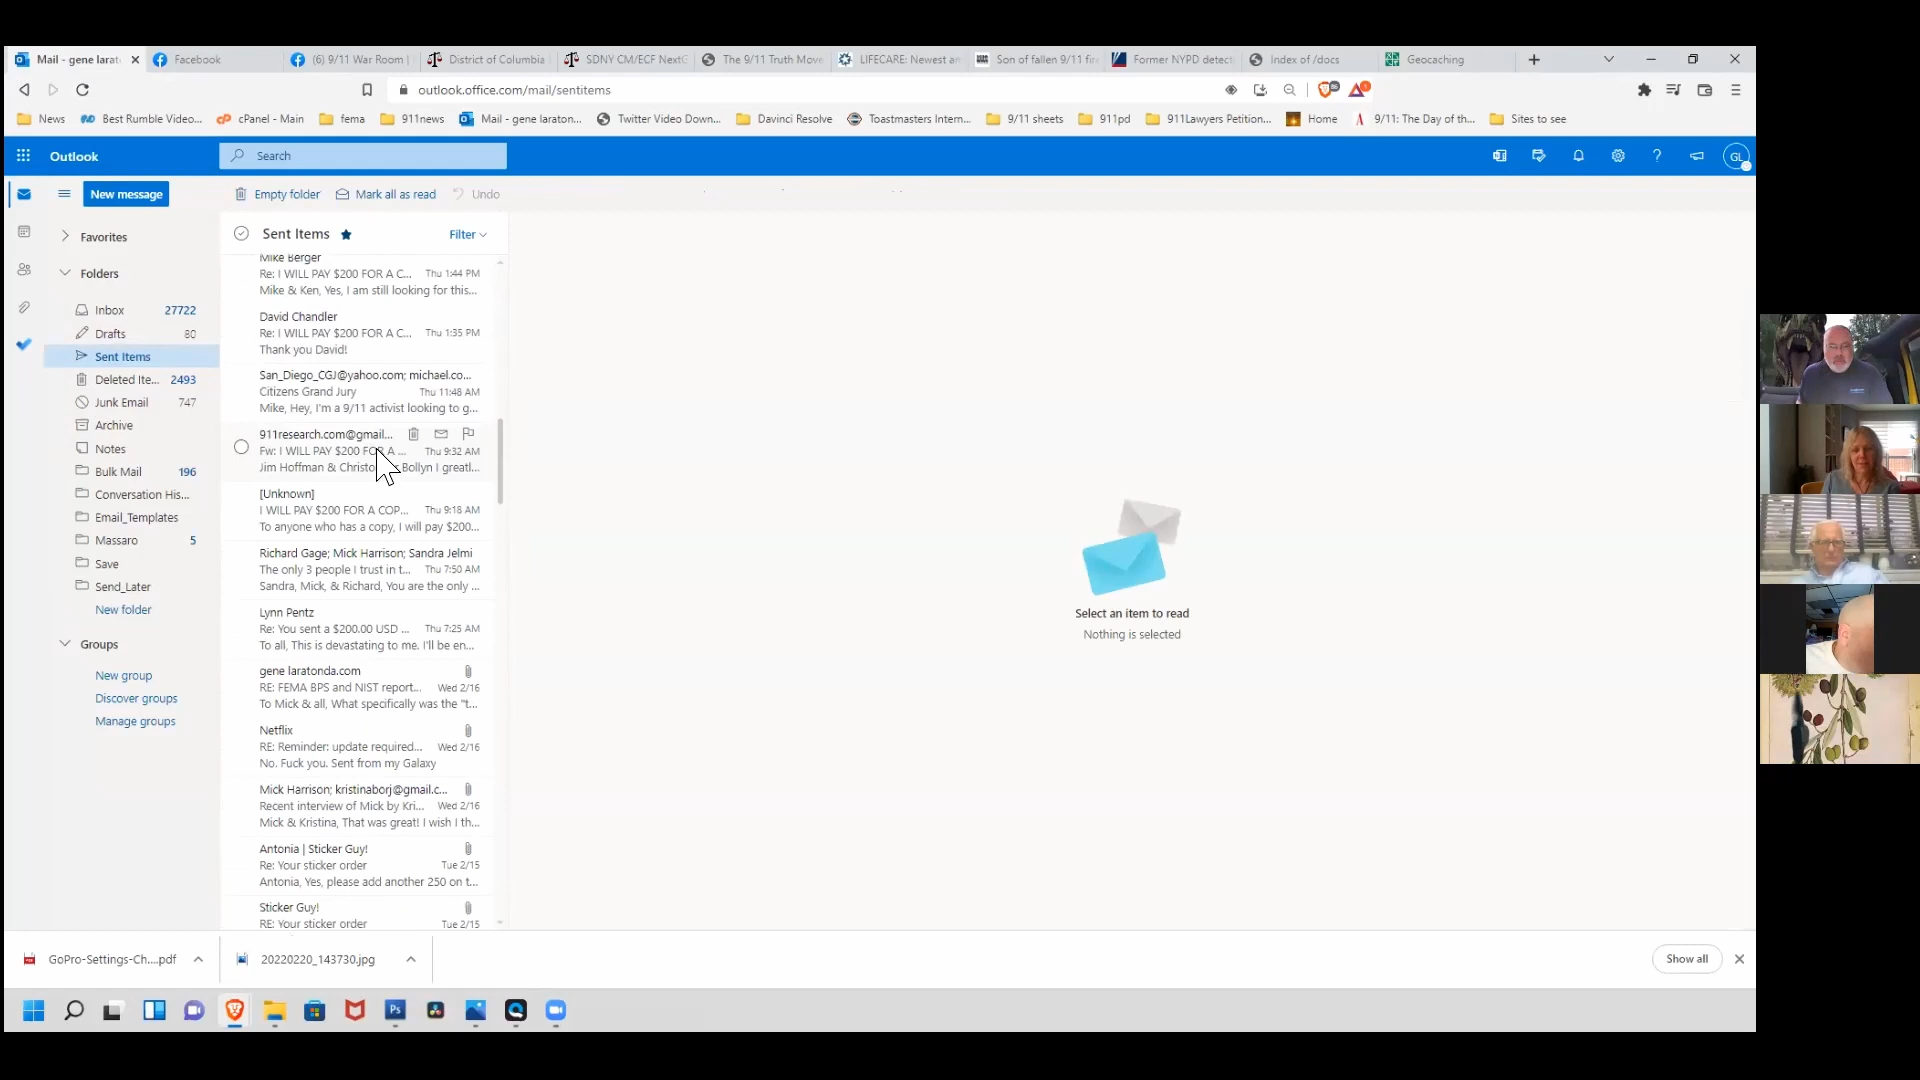 Mail - gene larat
Facebook
(6) 9/11 War Room |
District of Columbia
SDNY CM/ECF NextG
The 9/11 Truth Move
LIFECARE: Newest an
Son of fallen 9/11 fire
Former NYPD detecti
Index of /docs
Geocaching
outlook.office.com/mail/sentitems
News
Best Rumble Video...
cPanel - Main
fema
911news
Mail - gene laraton...
Twitter Video Down...
Davinci Resolve
Toastmasters Intern...
9/11 sheets
911pd
911Lawyers Petition...
Home
9/11: The Day of th...
Sites to see
Outlook
Search
GL
New message
Empty folder
Mark all as read
Undo
Favorites
Folders
Inbox 27722
Drafts 80
Sent Items
Deleted Ite... 2493
Junk Email 747
Archive
Notes
Bulk Mail 196
Conversation His...
Email_Templates
Massaro 5
Save
Send_Later
New folder
Groups
New group
Discover groups
Manage groups
Sent Items
Filter
Mike Berger
Re: I WILL PAY $200 FOR A C... Thu 1:44 PM
Mike & Ken, Yes, I am still looking for this...
David Chandler
Re: I WILL PAY $200 FOR A C... Thu 1:35 PM
Thank you David!
San_Diego_CGJ@yahoo.com; michael.co...
Citizens Grand Jury Thu 11:48 AM
Mike, Hey, I'm a 9/11 activist looking to g...
911research.com@gmail...
Fw: I WILL PAY $200 FOR A ... Thu 9:32 AM
Jim Hoffman & Christo Bollyn I greatl...
[Unknown]
I WILL PAY $200 FOR A COP... Thu 9:18 AM
To anyone who has a copy, I will pay $200...
Richard Gage; Mick Harrison; Sandra Jelmi
The only 3 people I trust in t... Thu 7:50 AM
Sandra, Mick, & Richard, You are the only ...
Lynn Pentz
Re: You sent a $200.00 USD ... Thu 7:25 AM
To all, This is devastating to me. I'll be en...
gene laratonda.com
RE: FEMA BPS and NIST report... Wed 2/16
To Mick & all, What specifically was the "t...
Netflix
RE: Reminder: update required... Wed 2/16
No. Fuck you. Sent from my Galaxy
Mick Harrison; kristinaborj@gmail.c...
Recent interview of Mick by Kri... Wed 2/16
Mick & Kristina, That was great! I wish I th...
Antonia | Sticker Guy!
Re: Your sticker order Tue 2/15
Antonia, Yes, please add another 250 on t...
Sticker Guy!
RE: Your sticker order Tue 2/15
Select an item to read
Nothing is selected
GoPro-Settings-Ch....pdf
20220220_143730.jpg
Show all
Ps